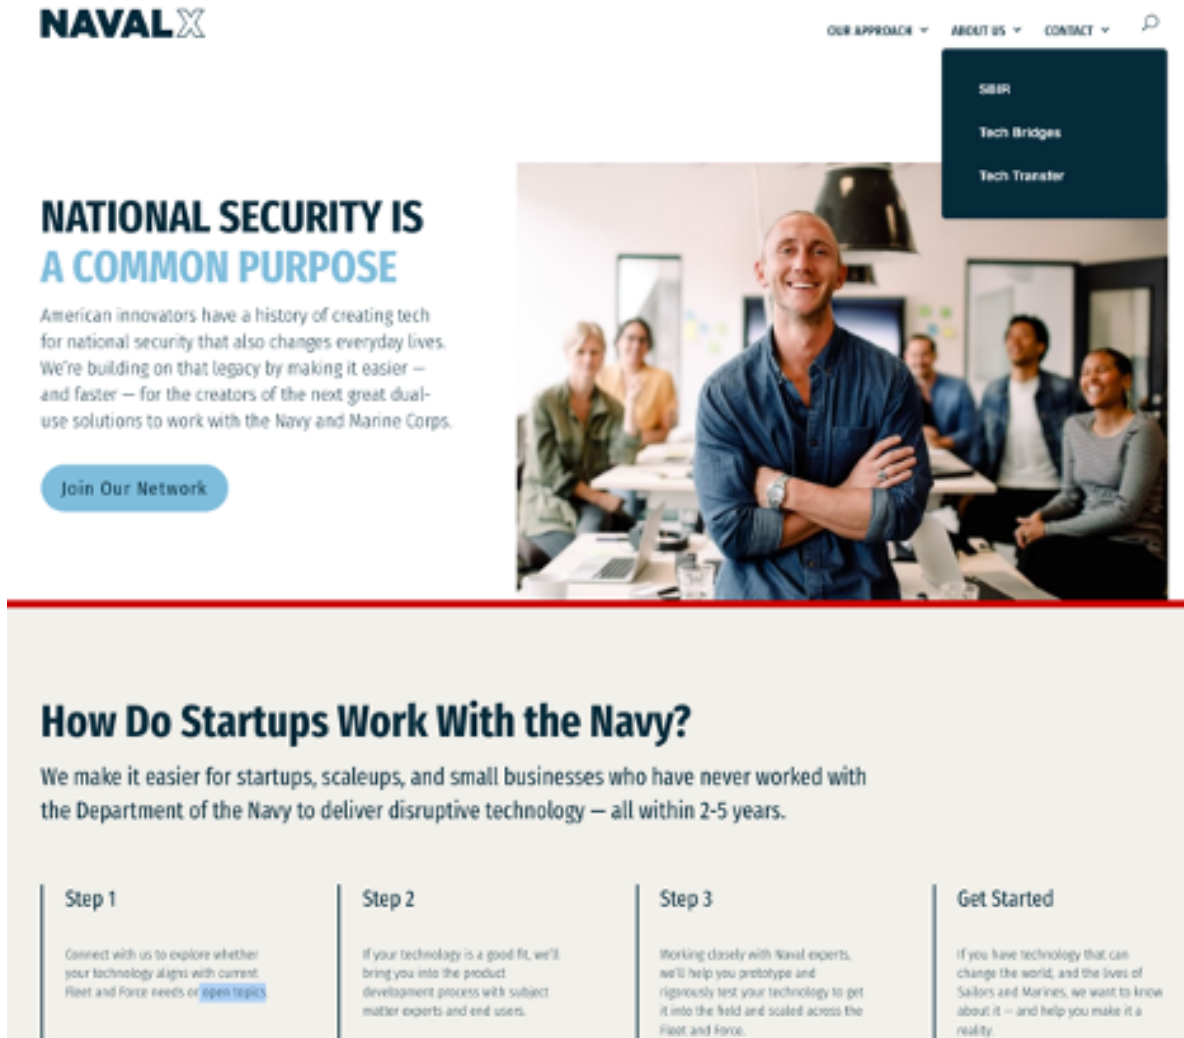 NAVALX
OUR APPROACH
ABOUT US
CONTACT
SBIR
Tech Bridges
Tech Transfer
NATIONAL SECURITY IS
A COMMON PURPOSE
American innovators have a history of creating tech
for national security that also changes everyday lives.
We're building on that legacy by making it easier —
and faster — for the creators of the next great dual-
use solutions to work with the Navy and Marine Corps.
Join Our Network
How Do Startups Work With the Navy?
We make it easier for startups, scaleups, and small businesses who have never worked with
the Department of the Navy to deliver disruptive technology — all within 2-5 years.
Step 1
Connect with us to explore whether
your technology aligns with current
Fleet and Force needs or open topics.
Step 2
If your technology is a good fit, we'll
bring you into the product
development process with subject
matter experts and end users.
Step 3
Working closely with Naval experts,
we'll help you prototype and
rigorously test your technology to get
it into the field and scaled across the
Fleet and Force.
Get Started
If you have technology that can
change the world, and the lives of
Sailors and Marines, we want to know
about it — and help you make it a
reality.